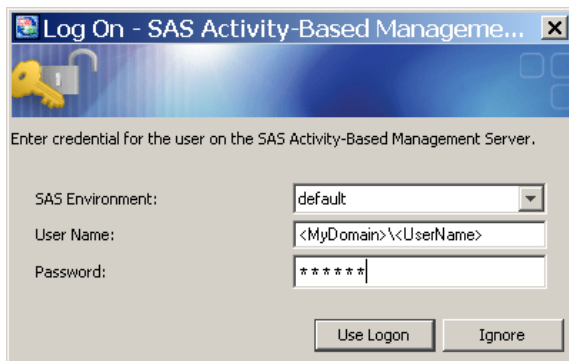 Log On - SAS Activity-Based Manageme...
Enter credential for the user on the SAS Activity-Based Management Server.
SAS Environment: default
User Name: <MyDomain>\<UserName>
Password: ******
Use Logon Ignore